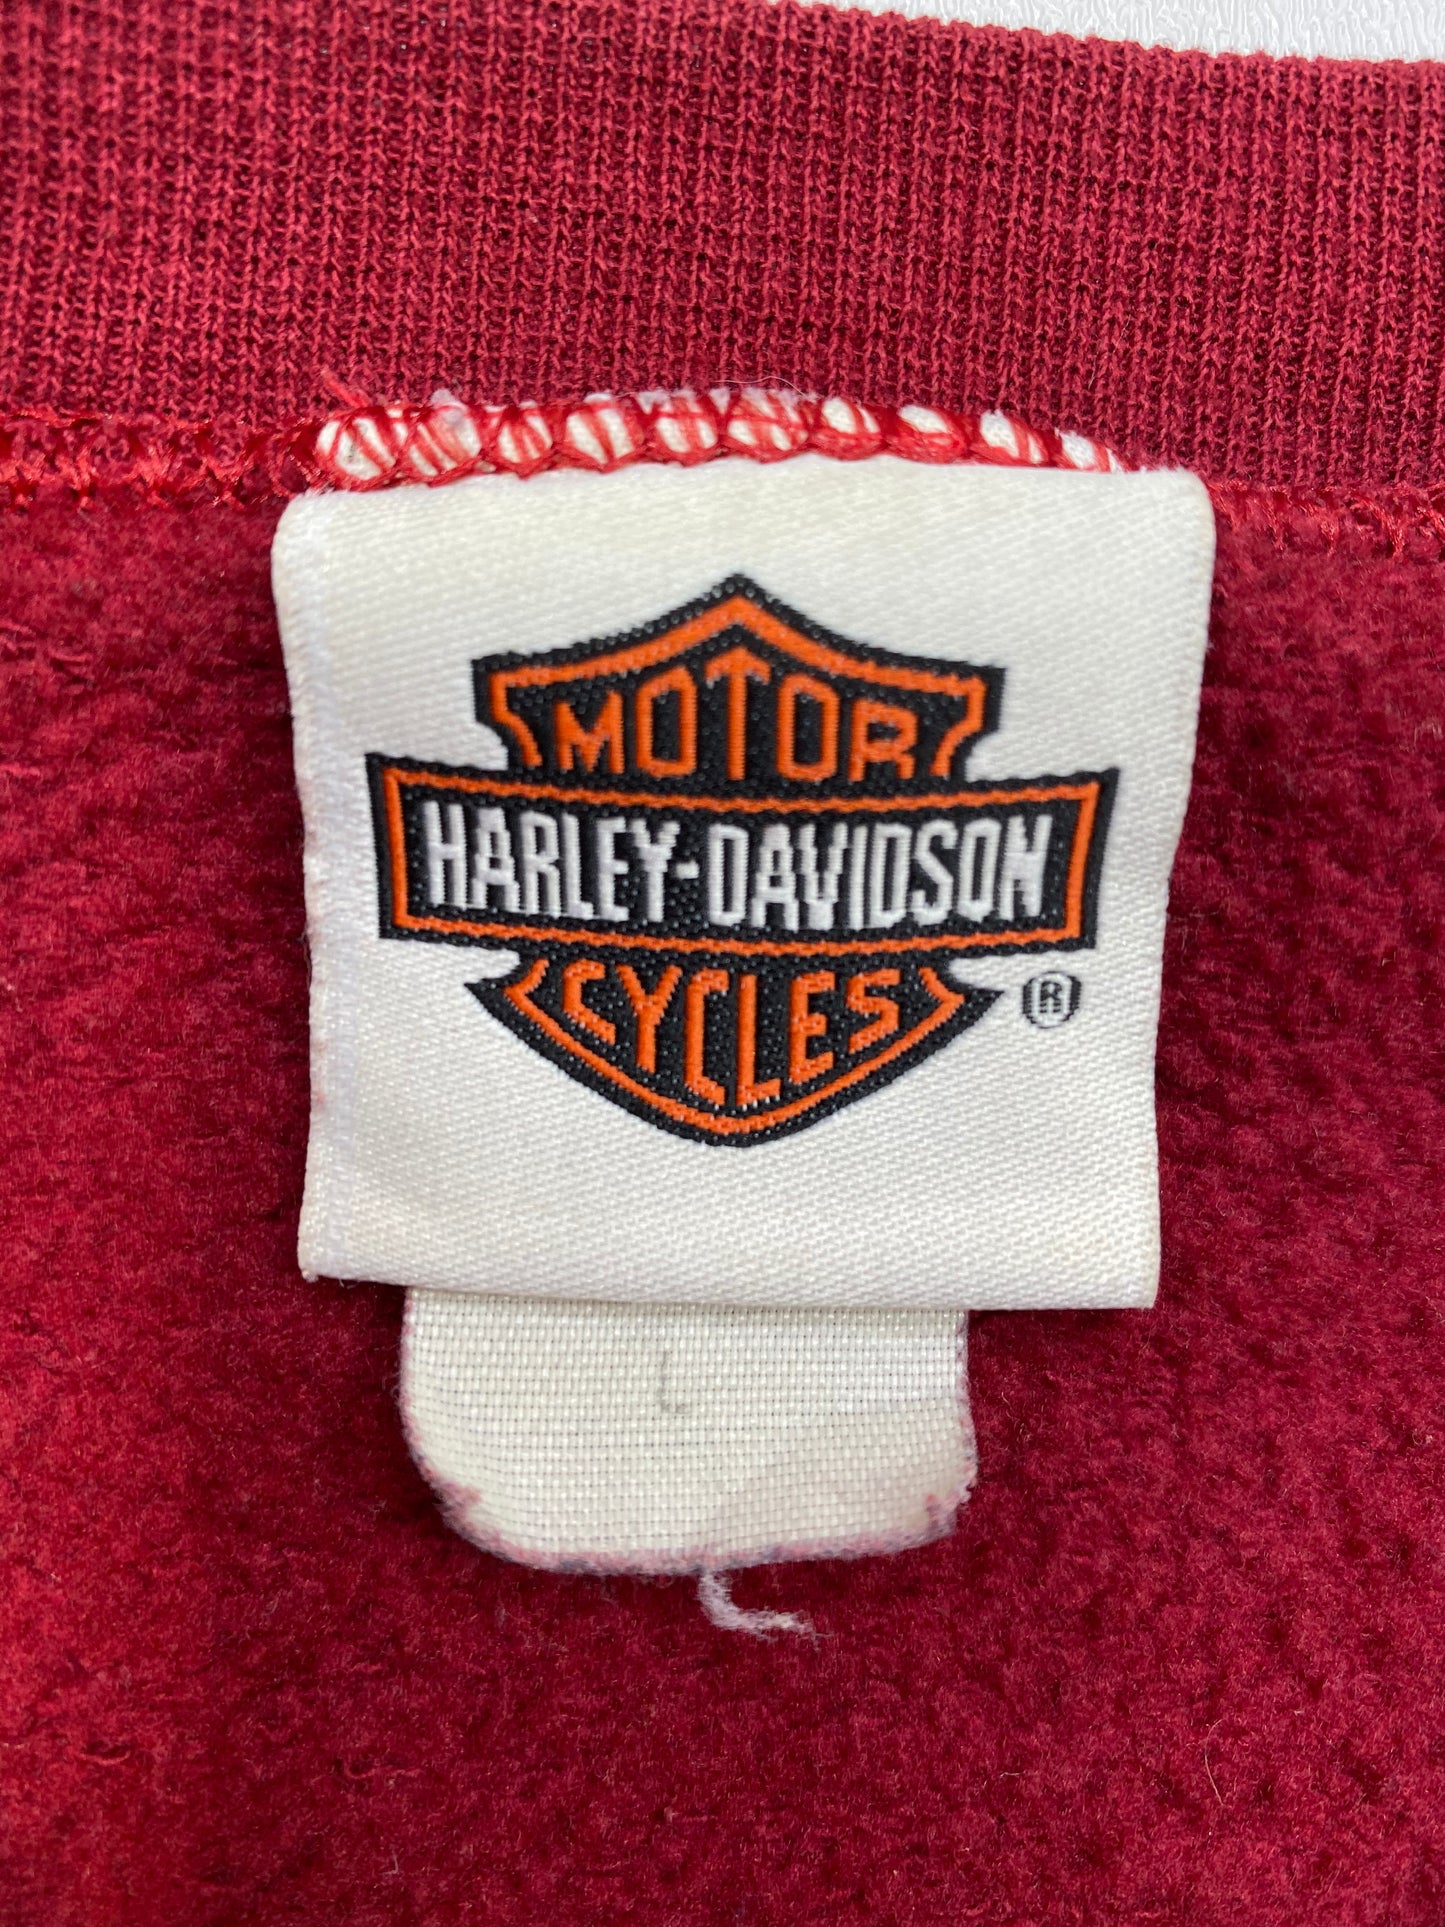 MOTOR
HARLEY-DAVIDSON
CYCLES
®
L